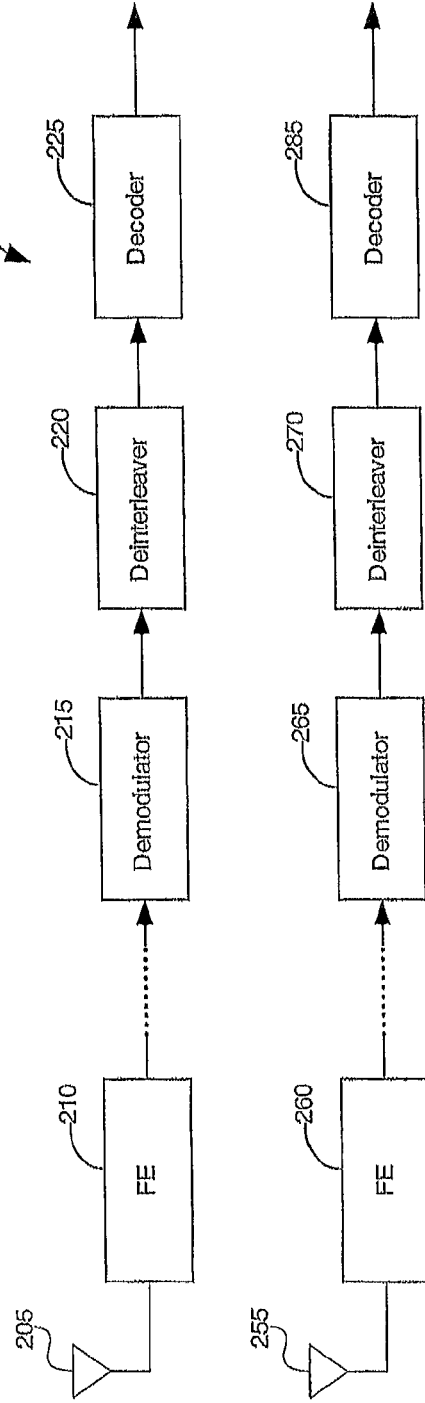 205
210
FE
215
Demodulator
220
Deinterleaver
225
Decoder
255
260
FE
265
Demodulator
270
Deinterleaver
285
Decoder